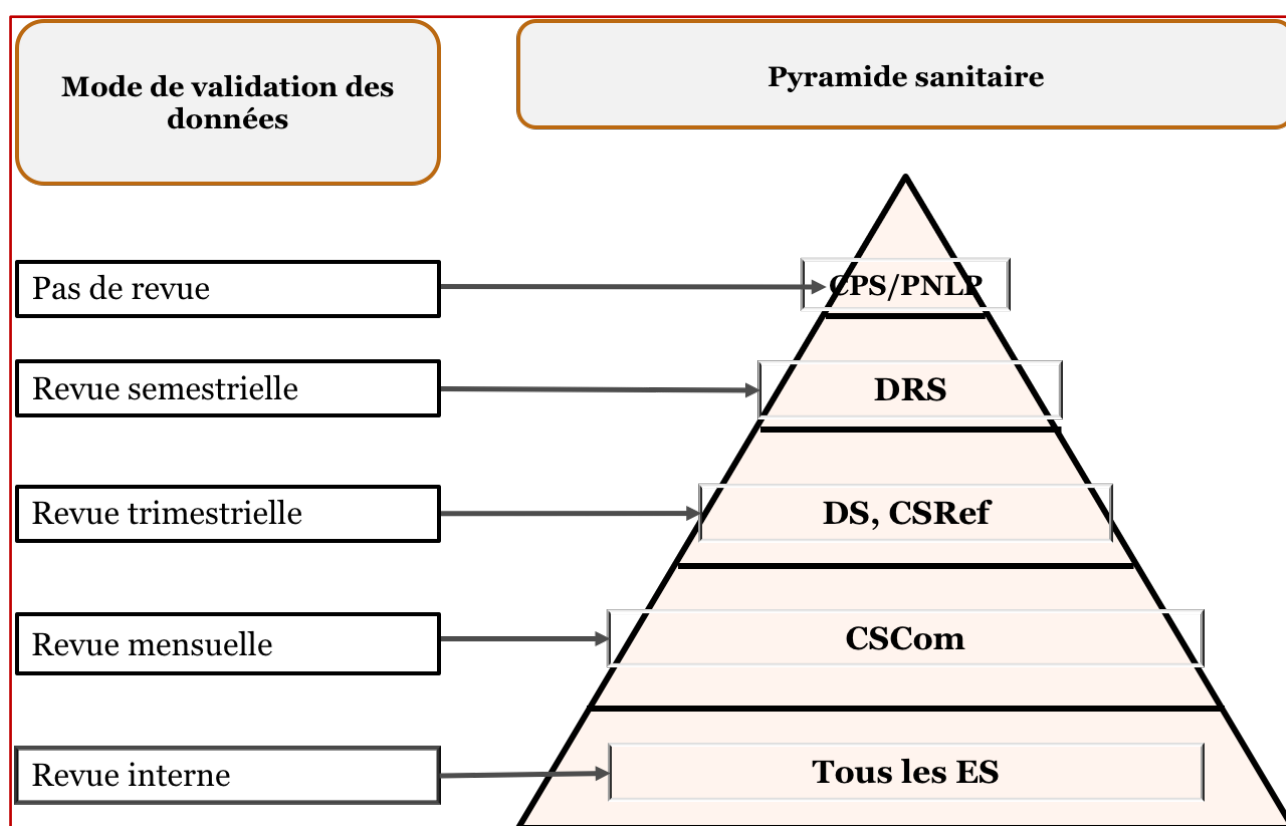 Mode de validation des
données
Pyramide sanitaire
Pas de revue
CPS/PNLP
Revue semestrielle
DRS
Revue trimestrielle
DS, CSRef
Revue mensuelle
CSCom
Revue interne
Tous les ES